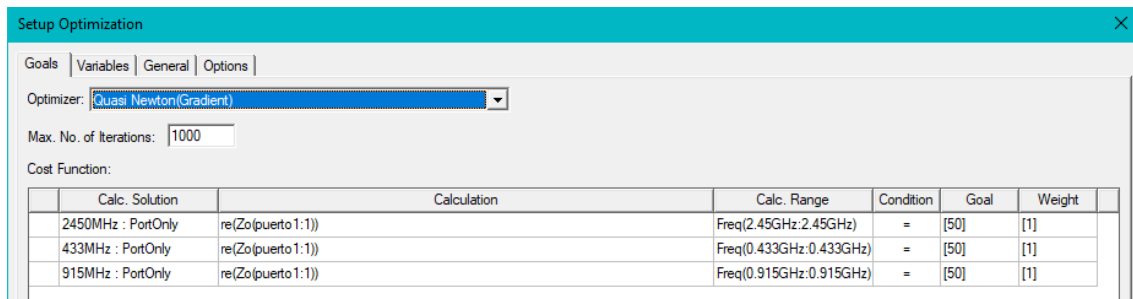 Setup Optimization
Goals Variables General Options
Optimizer: Quasi Newton(Gradient)
Max. No. of Iterations: 1000
Cost Function:
Calc. Solution Calculation Calc. Range Condition Goal Weight
2450MHz : PortOnly re(Zo(puerto1:1)) Freq(2.45GHz:2.45GHz) = [50] [1]
433MHz : PortOnly re(Zo(puerto1:1)) Freq(0.433GHz:0.433GHz) = [50] [1]
915MHz : PortOnly re(Zo(puerto1:1)) Freq(0.915GHz:0.915GHz) = [50] [1]